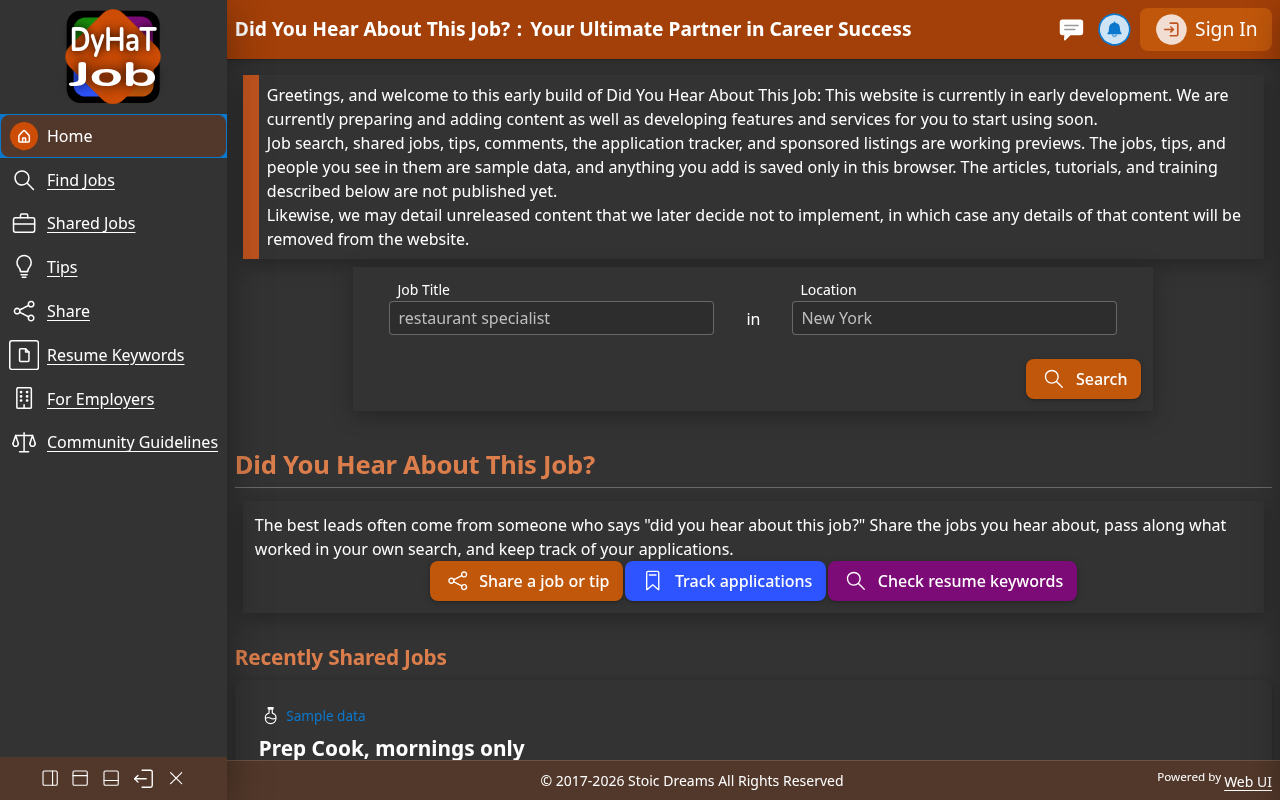 DyHaT
Job
Home
Find Jobs
Shared Jobs
Tips
Share
Resume Keywords
For Employers
Community Guidelines
Did You Hear About This Job? : Your Ultimate Partner in Career Success
Sign In
Greetings, and welcome to this early build of Did You Hear About This Job: This website is currently in early development. We are
currently preparing and adding content as well as developing features and services for you to start using soon.
Job search, shared jobs, tips, comments, the application tracker, and sponsored listings are working previews. The jobs, tips, and
people you see in them are sample data, and anything you add is saved only in this browser. The articles, tutorials, and training
described below are not published yet.
Likewise, we may detail unreleased content that we later decide not to implement, in which case any details of that content will be
removed from the website.
Job Title
restaurant specialist
in
Location
New York
Search
Did You Hear About This Job?
The best leads often come from someone who says "did you hear about this job?" Share the jobs you hear about, pass along what
worked in your own search, and keep track of your applications.
Share a job or tip
Track applications
Check resume keywords
Recently Shared Jobs
Sample data
Prep Cook, mornings only
© 2017-2026 Stoic Dreams All Rights Reserved
Powered by Web UI